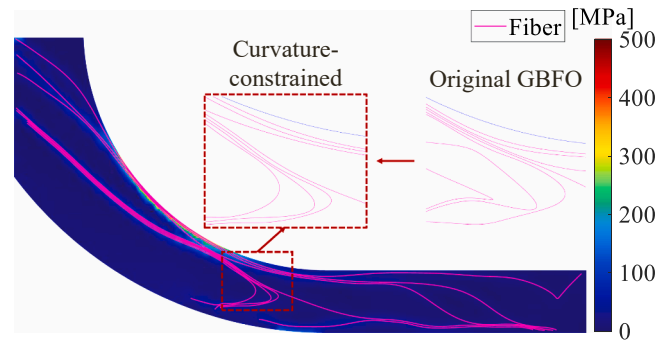 Fiber
[MPa]
Curvature-
constrained
Original GBFO
500
400
300
200
100
0